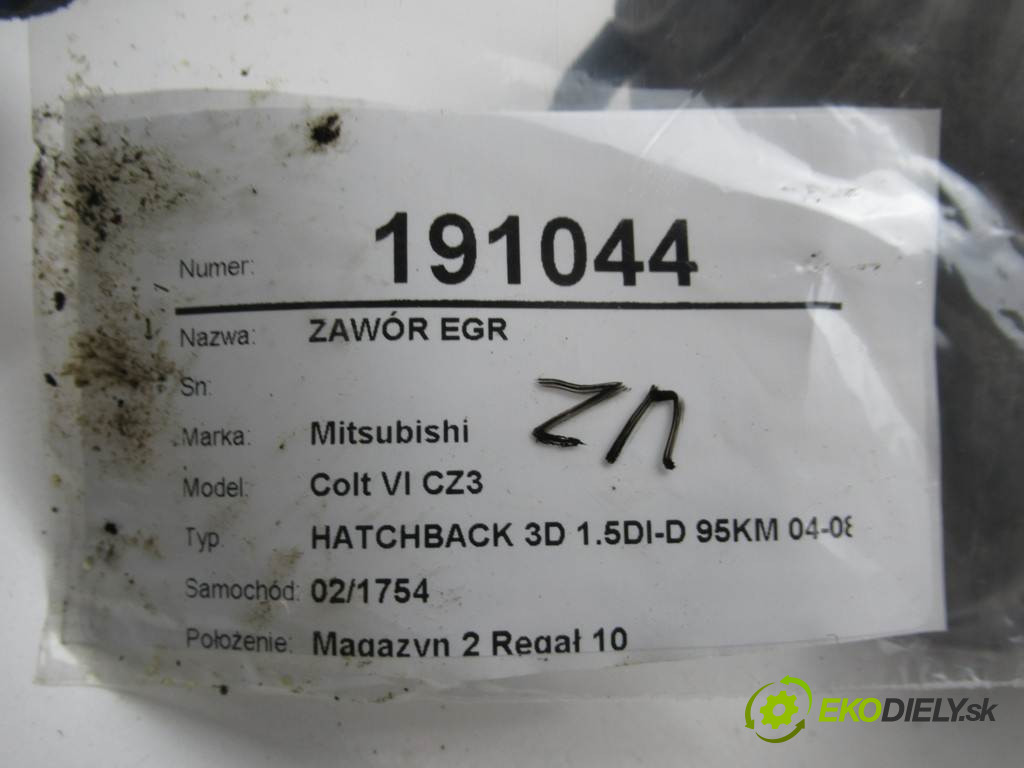 Numer: 191044
Nazwa: ZAWÓR EGR
Sn:
Marka: Mitsubishi
Model: Colt VI CZ3
Typ: HATCHBACK 3D 1.5DI-D 95KM 04-08
Samochód: 02/1754
Położenie: Magazyn 2 Regał 10
EKODIELY.sk